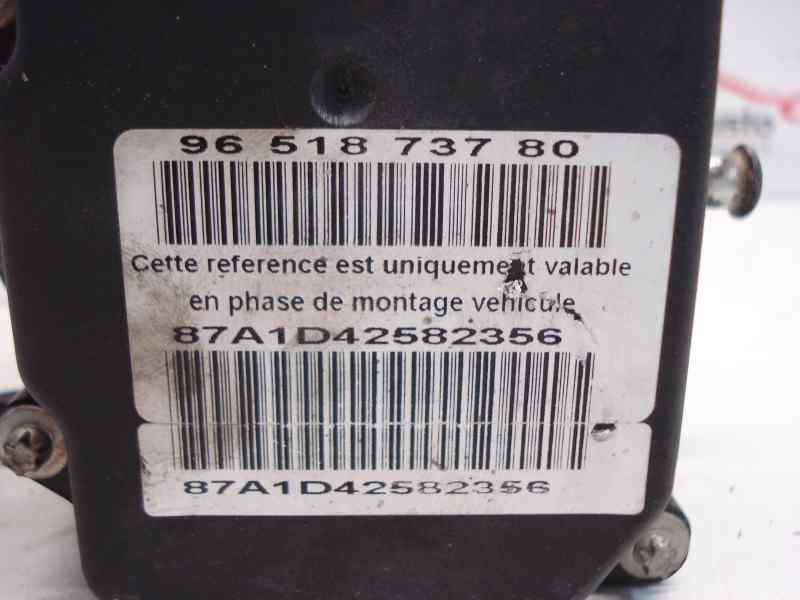 96 518 737 80
Cette reference est uniquement valable
en phase de montage vehicule
87A1D42582356
87A1D42582356